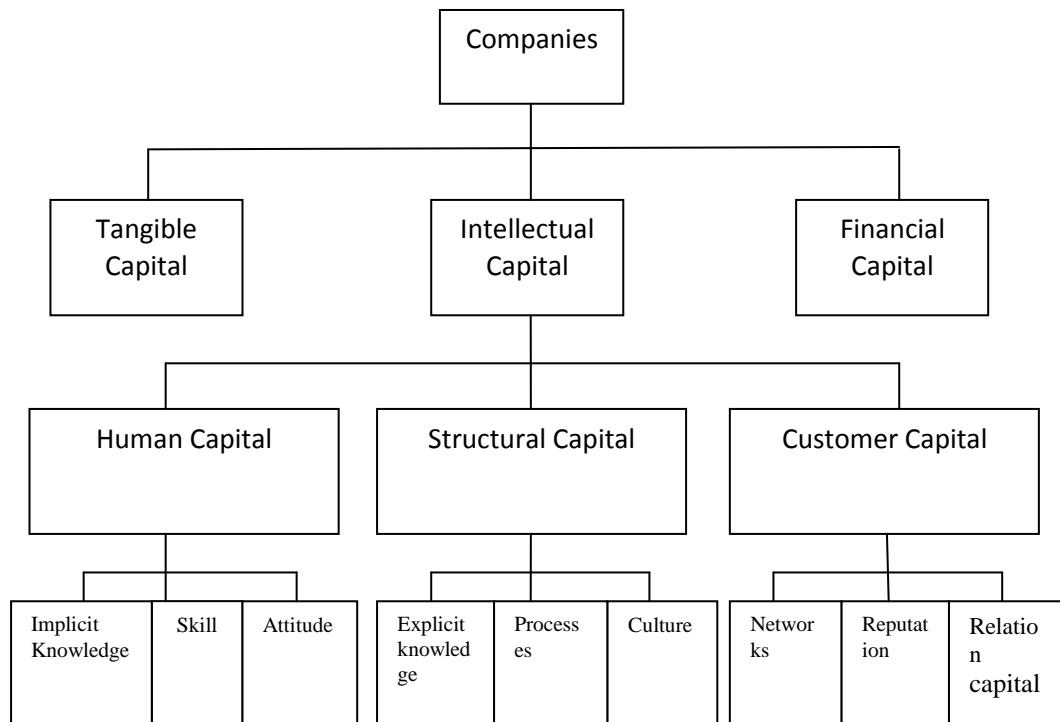 Companies
Tangible
Capital
Intellectual
Capital
Financial
Capital
Human Capital
Structural Capital
Customer Capital
Implicit
Knowledge
Skill
Attitude
Explicit
knowled
ge
Process
es
Culture
Networ
ks
Reputat
ion
Relatio
n
capital